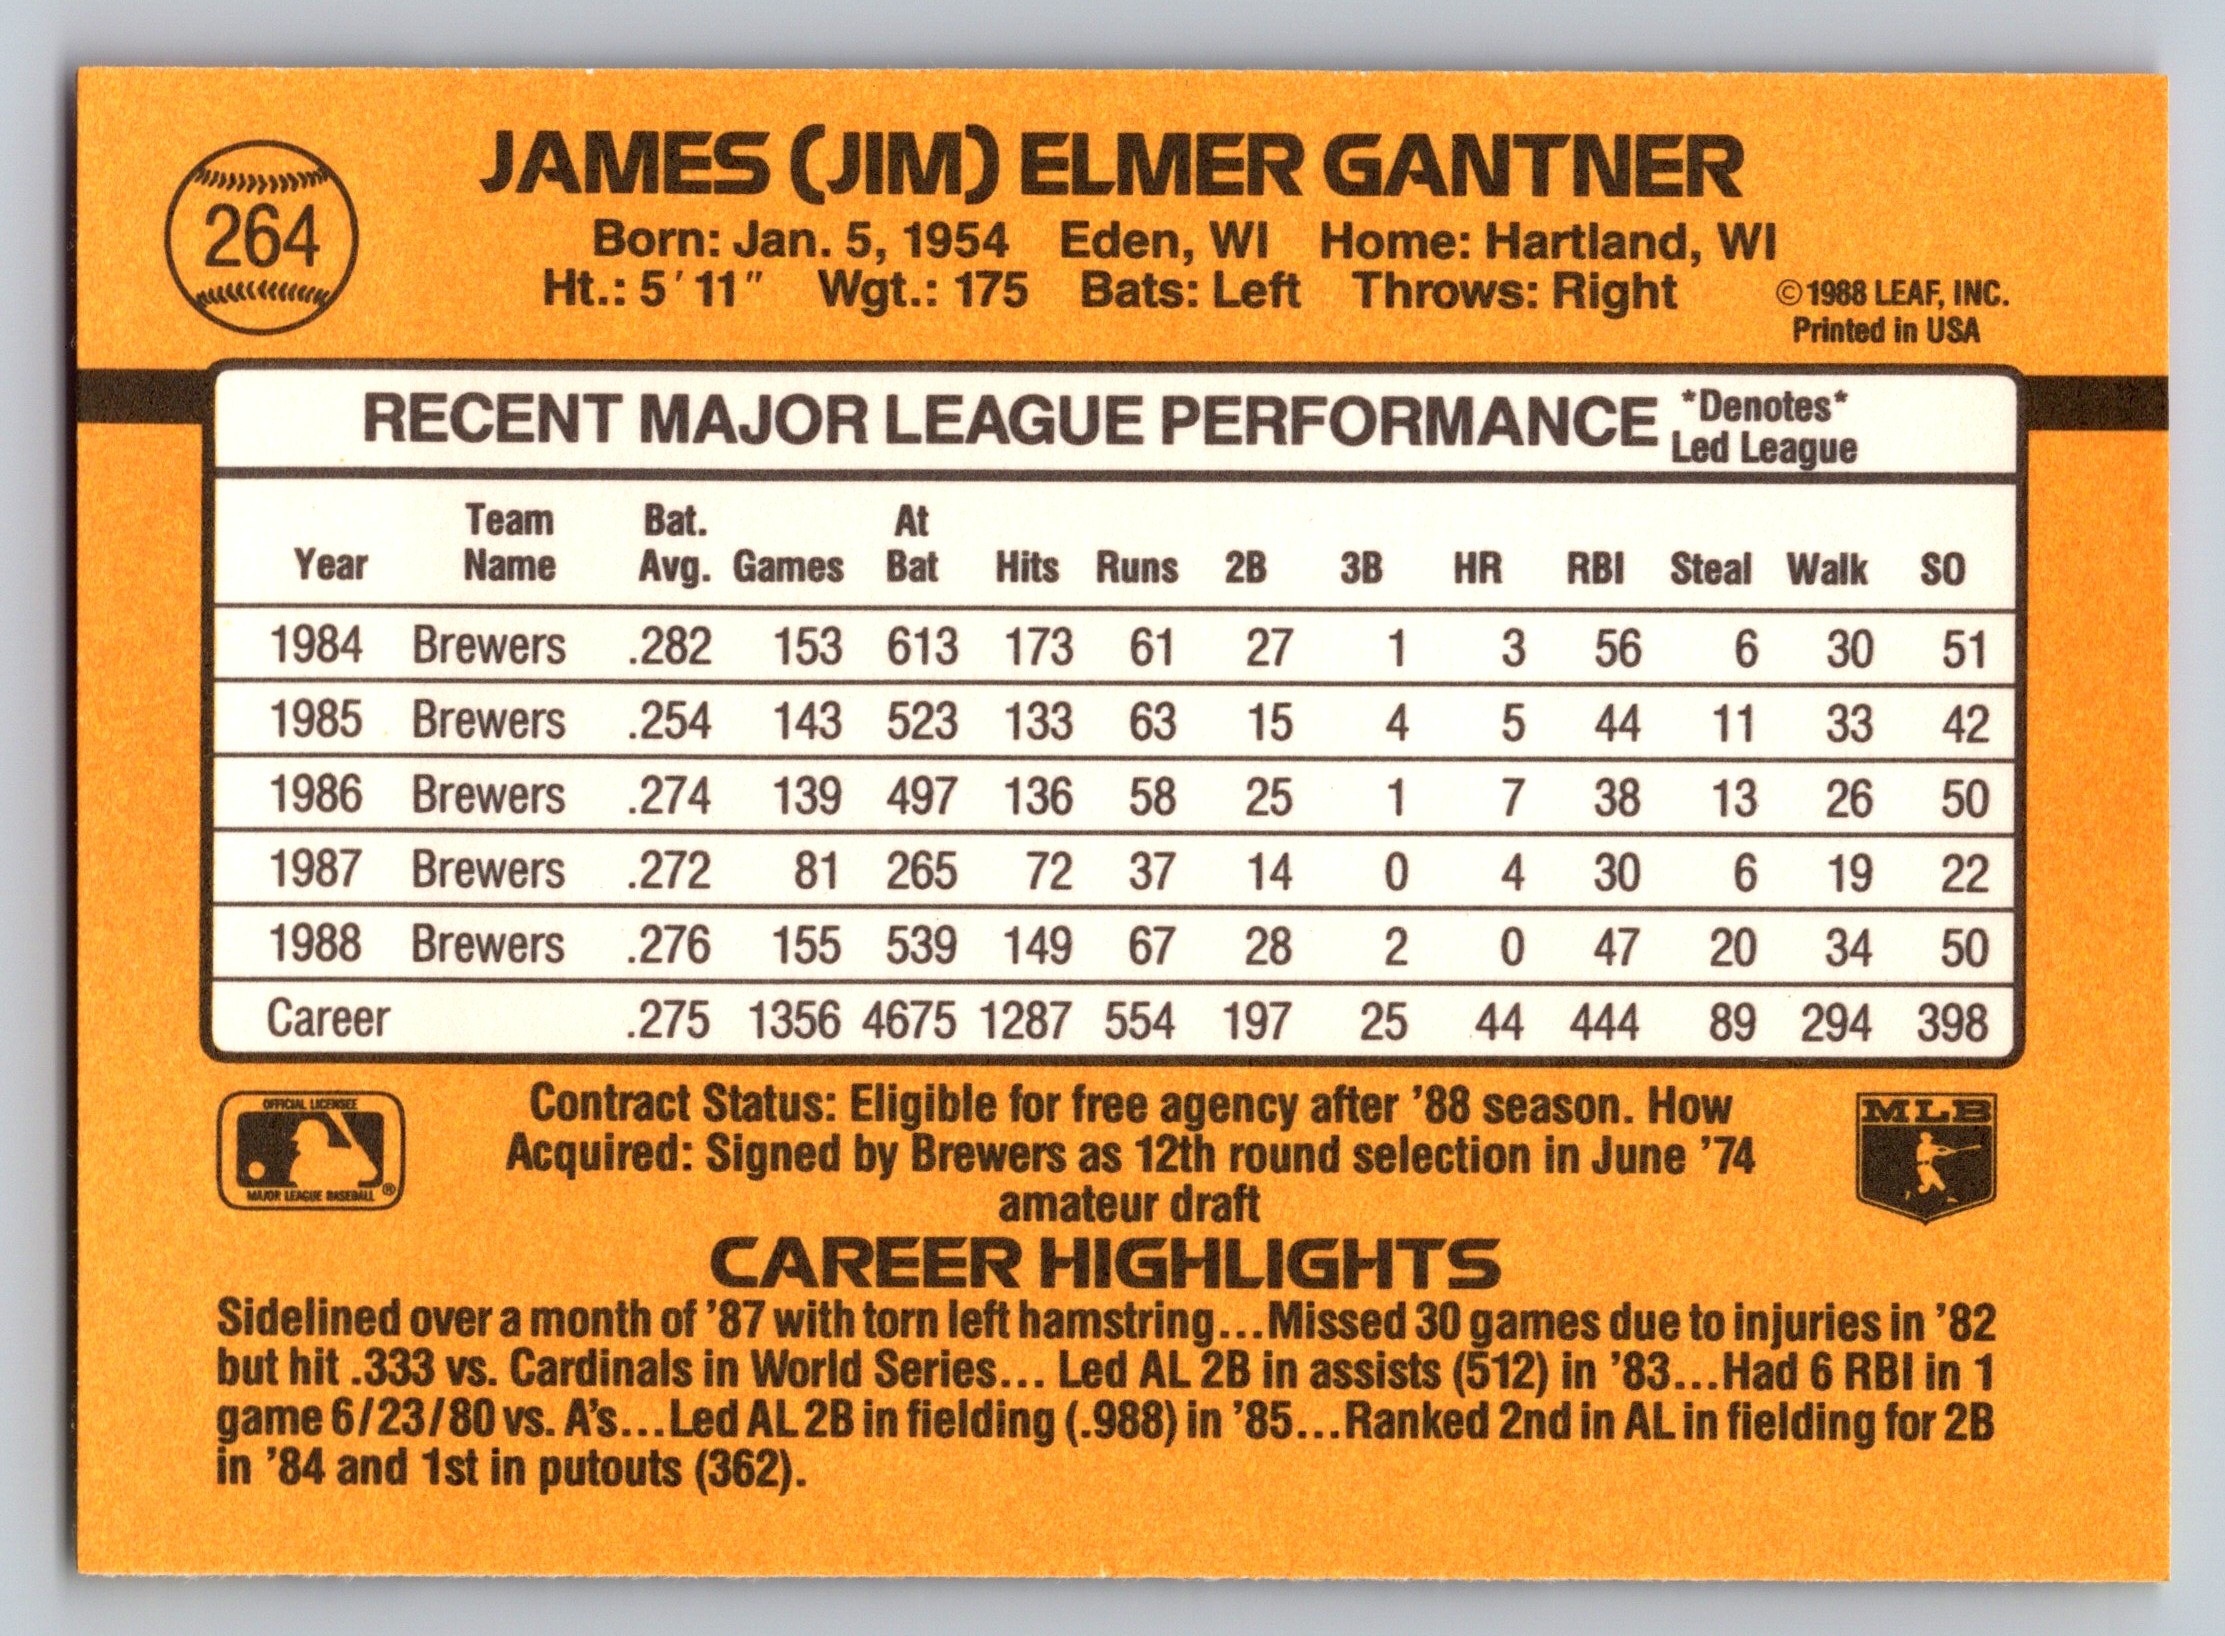 264
JAMES (JIM) ELMER GANTNER
Born: Jan. 5, 1954 Eden, WI Home: Hartland, WI
Ht.: 5' 11" Wgt.: 175 Bats: Left Throws: Right
©1988 LEAF, INC.
Printed in USA
RECENT MAJOR LEAGUE PERFORMANCE *Denotes*
Led League
Year Team Name Bat. Avg. Games At Bat Hits Runs 2B 3B HR RBI Steal Walk SO
1984 Brewers .282 153 613 173 61 27 1 3 56 6 30 51
1985 Brewers .254 143 523 133 63 15 4 5 44 11 33 42
1986 Brewers .274 139 497 136 58 25 1 7 38 13 26 50
1987 Brewers .272 81 265 72 37 14 0 4 30 6 19 22
1988 Brewers .276 155 539 149 67 28 2 0 47 20 34 50
Career .275 1356 4675 1287 554 197 25 44 444 89 294 398
OFFICIAL LICENSEE
MAJOR LEAGUE BASEBALL ®
Contract Status: Eligible for free agency after '88 season. How
Acquired: Signed by Brewers as 12th round selection in June '74
amateur draft
MLB
CAREER HIGHLIGHTS
Sidelined over a month of '87 with torn left hamstring...Missed 30 games due to injuries in '82
but hit .333 vs. Cardinals in World Series... Led AL 2B in assists (512) in '83...Had 6 RBI in 1
game 6/23/80 vs. A's...Led AL 2B in fielding (.988) in '85...Ranked 2nd in AL in fielding for 2B
in '84 and 1st in putouts (362).